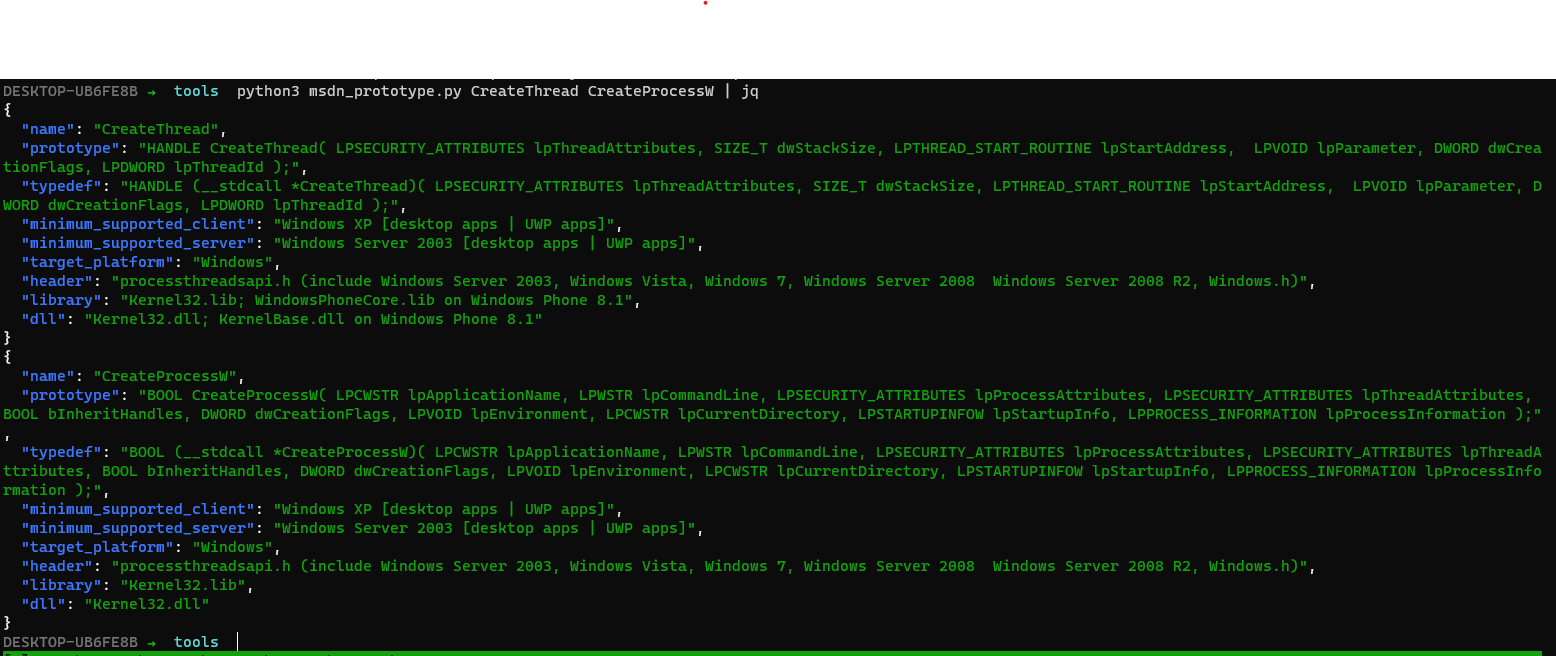 DESKTOP-UB6FE8B → tools python3 msdn_prototype.py CreateThread CreateProcessW | jq
{
  "name": "CreateThread",
  "prototype": "HANDLE CreateThread( LPSECURITY_ATTRIBUTES lpThreadAttributes, SIZE_T dwStackSize, LPTHREAD_START_ROUTINE lpStartAddress,  LPVOID lpParameter, DWORD dwCrea
tionFlags, LPDWORD lpThreadId );",
  "typedef": "HANDLE (__stdcall *CreateThread)( LPSECURITY_ATTRIBUTES lpThreadAttributes, SIZE_T dwStackSize, LPTHREAD_START_ROUTINE lpStartAddress,  LPVOID lpParameter, D
WORD dwCreationFlags, LPDWORD lpThreadId );",
  "minimum_supported_client": "Windows XP [desktop apps | UWP apps]",
  "minimum_supported_server": "Windows Server 2003 [desktop apps | UWP apps]",
  "target_platform": "Windows",
  "header": "processthreadsapi.h (include Windows Server 2003, Windows Vista, Windows 7, Windows Server 2008  Windows Server 2008 R2, Windows.h)",
  "library": "Kernel32.lib; WindowsPhoneCore.lib on Windows Phone 8.1",
  "dll": "Kernel32.dll; KernelBase.dll on Windows Phone 8.1"
}
{
  "name": "CreateProcessW",
  "prototype": "BOOL CreateProcessW( LPCWSTR lpApplicationName, LPWSTR lpCommandLine, LPSECURITY_ATTRIBUTES lpProcessAttributes, LPSECURITY_ATTRIBUTES lpThreadAttributes,
BOOL bInheritHandles, DWORD dwCreationFlags, LPVOID lpEnvironment, LPCWSTR lpCurrentDirectory, LPSTARTUPINFOW lpStartupInfo, LPPROCESS_INFORMATION lpProcessInformation );"
,
  "typedef": "BOOL (__stdcall *CreateProcessW)( LPCWSTR lpApplicationName, LPWSTR lpCommandLine, LPSECURITY_ATTRIBUTES lpProcessAttributes, LPSECURITY_ATTRIBUTES lpThreadA
ttributes, BOOL bInheritHandles, DWORD dwCreationFlags, LPVOID lpEnvironment, LPCWSTR lpCurrentDirectory, LPSTARTUPINFOW lpStartupInfo, LPPROCESS_INFORMATION lpProcessInfo
rmation );",
  "minimum_supported_client": "Windows XP [desktop apps | UWP apps]",
  "minimum_supported_server": "Windows Server 2003 [desktop apps | UWP apps]",
  "target_platform": "Windows",
  "header": "processthreadsapi.h (include Windows Server 2003, Windows Vista, Windows 7, Windows Server 2008  Windows Server 2008 R2, Windows.h)",
  "library": "Kernel32.lib",
  "dll": "Kernel32.dll"
}
DESKTOP-UB6FE8B → tools